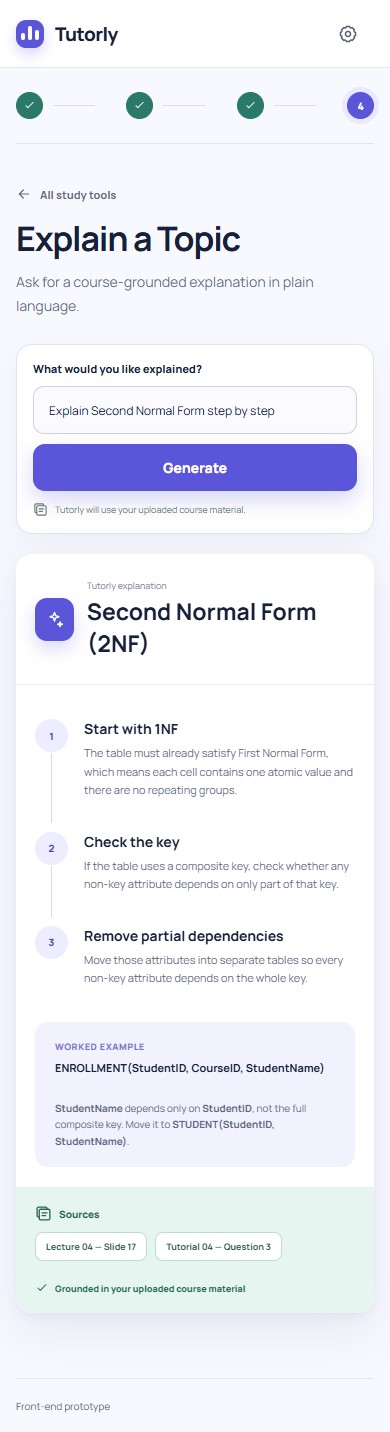 Tutorly
4
All study tools
Explain a Topic
Ask for a course-grounded explanation in plain
language.
What would you like explained?
Explain Second Normal Form step by step
Generate
Tutorly will use your uploaded course material.
Tutorly explanation
Second Normal Form
(2NF)
1
Start with 1NF
The table must already satisfy First Normal Form,
which means each cell contains one atomic value and
there are no repeating groups.
2
Check the key
If the table uses a composite key, check whether any
non-key attribute depends on only part of that key.
3
Remove partial dependencies
Move those attributes into separate tables so every
non-key attribute depends on the whole key.
WORKED EXAMPLE
ENROLLMENT(StudentID, CourseID, StudentName)
StudentName depends only on StudentID, not the full
composite key. Move it to STUDENT(StudentID,
StudentName).
Sources
Lecture 04 — Slide 17
Tutorial 04 — Question 3
Grounded in your uploaded course material
Front-end prototype